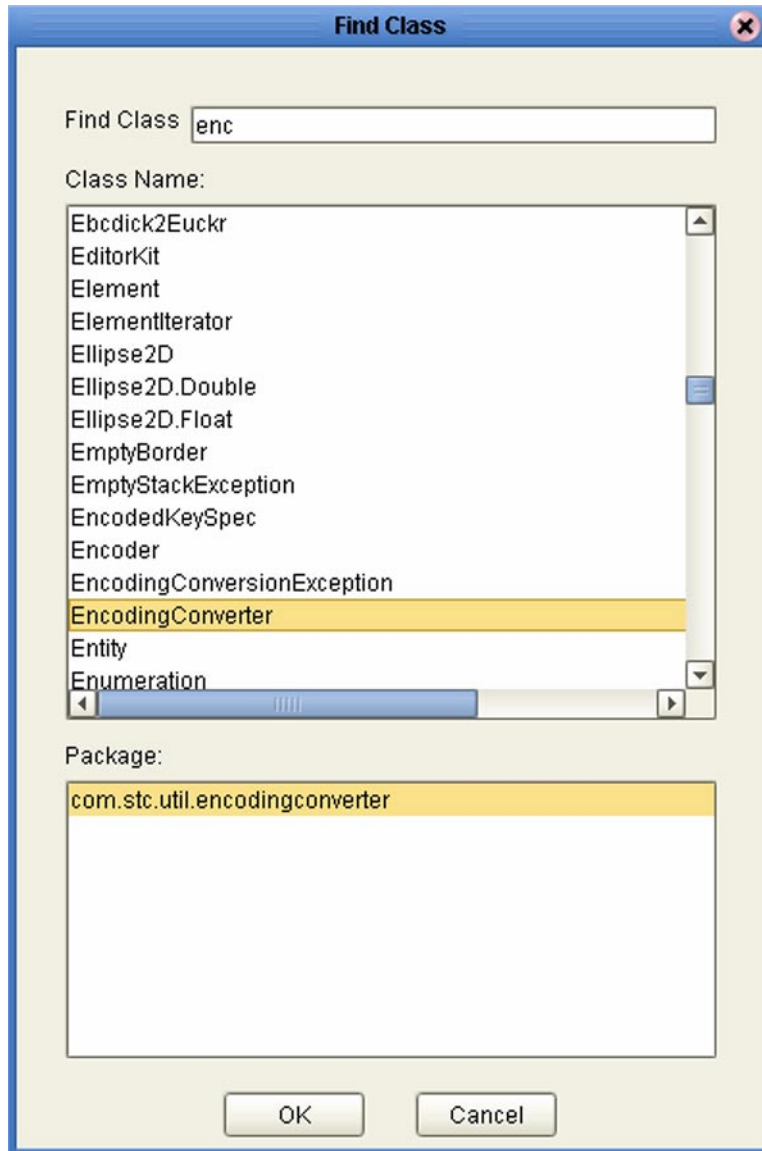 Find Class
Find Class enc
Class Name:
Ebcdick2Euckr
EditorKit
Element
ElementIterator
Ellipse2D
Ellipse2D.Double
Ellipse2D.Float
EmptyBorder
EmptyStackException
EncodedKeySpec
Encoder
EncodingConversionException
EncodingConverter
Entity
Enumeration
Package:
com.stc.util.encodingconverter
OK Cancel